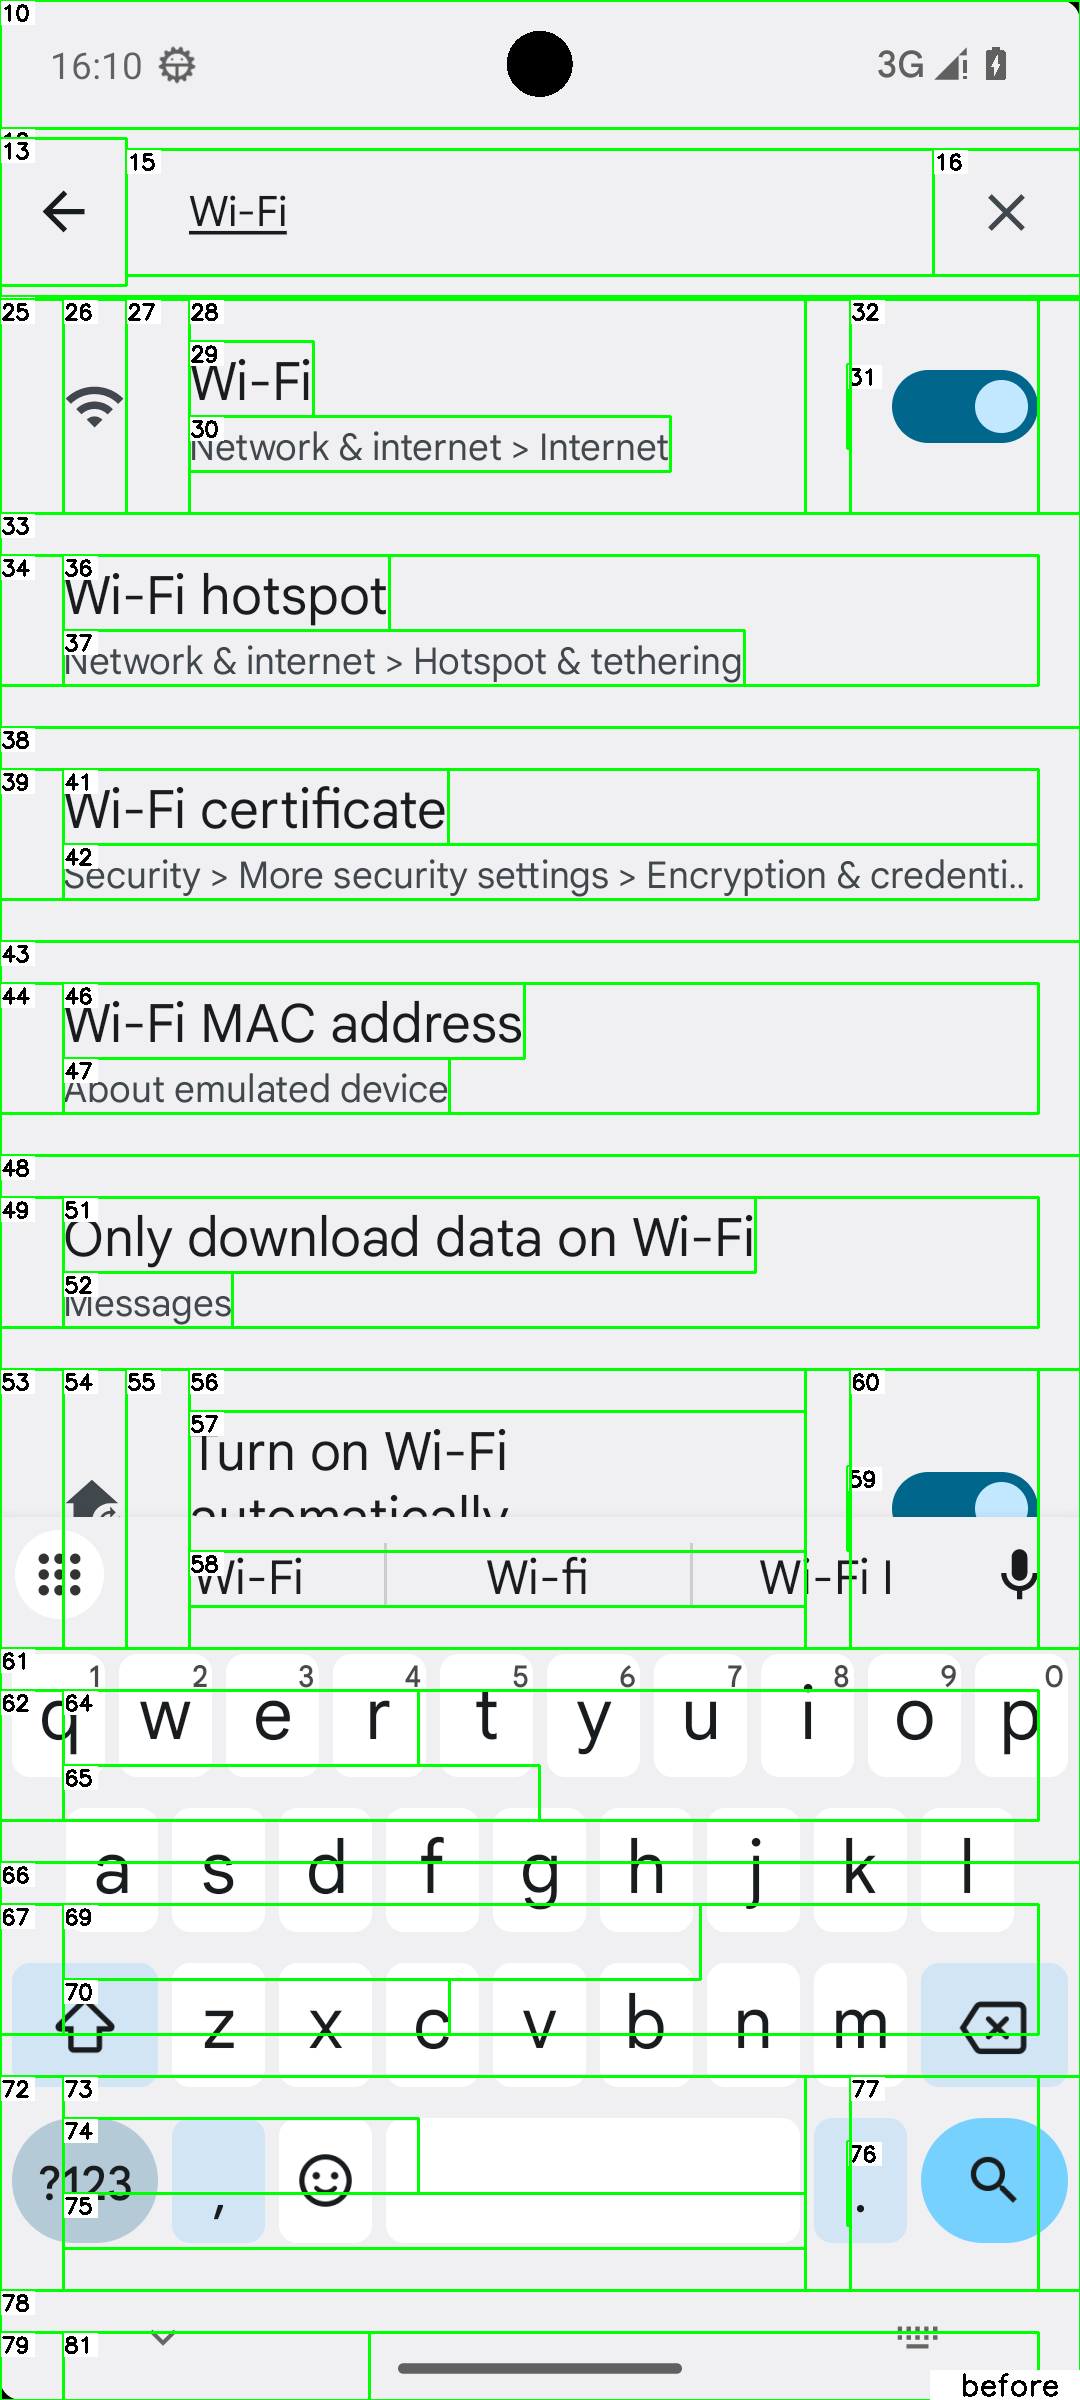 10
16:10
3G
13
15
Wi-Fi
16
25
26
27
28
32
29
Wi-Fi
31
30
Network & internet > Internet
33
34
36
Wi-Fi hotspot
37
Network & internet > Hotspot & tethering
38
39
41
Wi-Fi certificate
42
Security > More security settings > Encryption & credenti..
43
44
46
Wi-Fi MAC address
47
About emulated device
48
49
51
Only download data on Wi-Fi
52
Messages
53
54
55
56
60
57
Turn on Wi-Fi
automatically
59
58
Wi-Fi
Wi-fi
Wi-Fi I
61
1 2 3 4 5 6 7 8 9 0
62
64
q w e r t y u i o p
65
a s d f g h j k l
66
67
69
70
z x c v b n m
72
73
77
74
76
?123
,
.
75
78
79
81
before